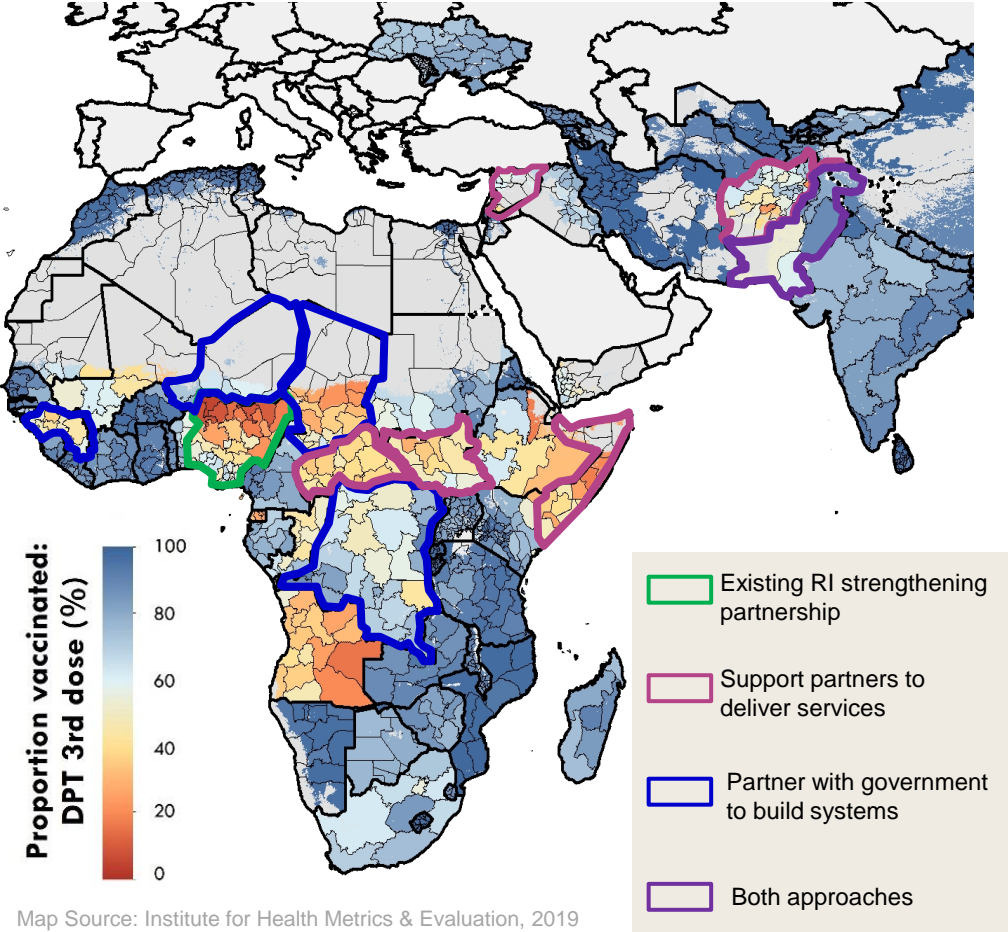 Proportion vaccinated:
DPT 3rd dose (%)
100
80
60
40
20
0
Existing RI strengthening
partnership
Support partners to
deliver services
Partner with government
to build systems
Both approaches
Map Source: Institute for Health Metrics & Evaluation, 2019